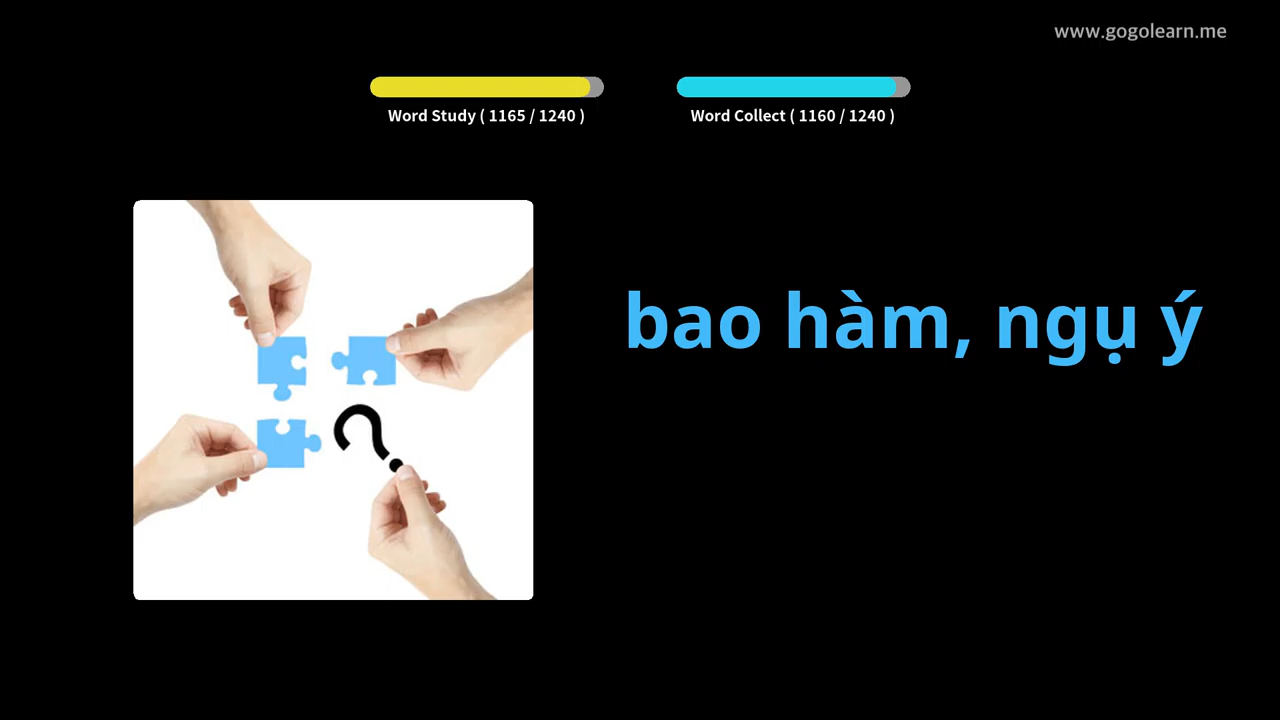 www.gogolearn.me
Word Study ( 1165 / 1240 )
Word Collect ( 1160 / 1240 )
bao hàm, ngụ ý
?